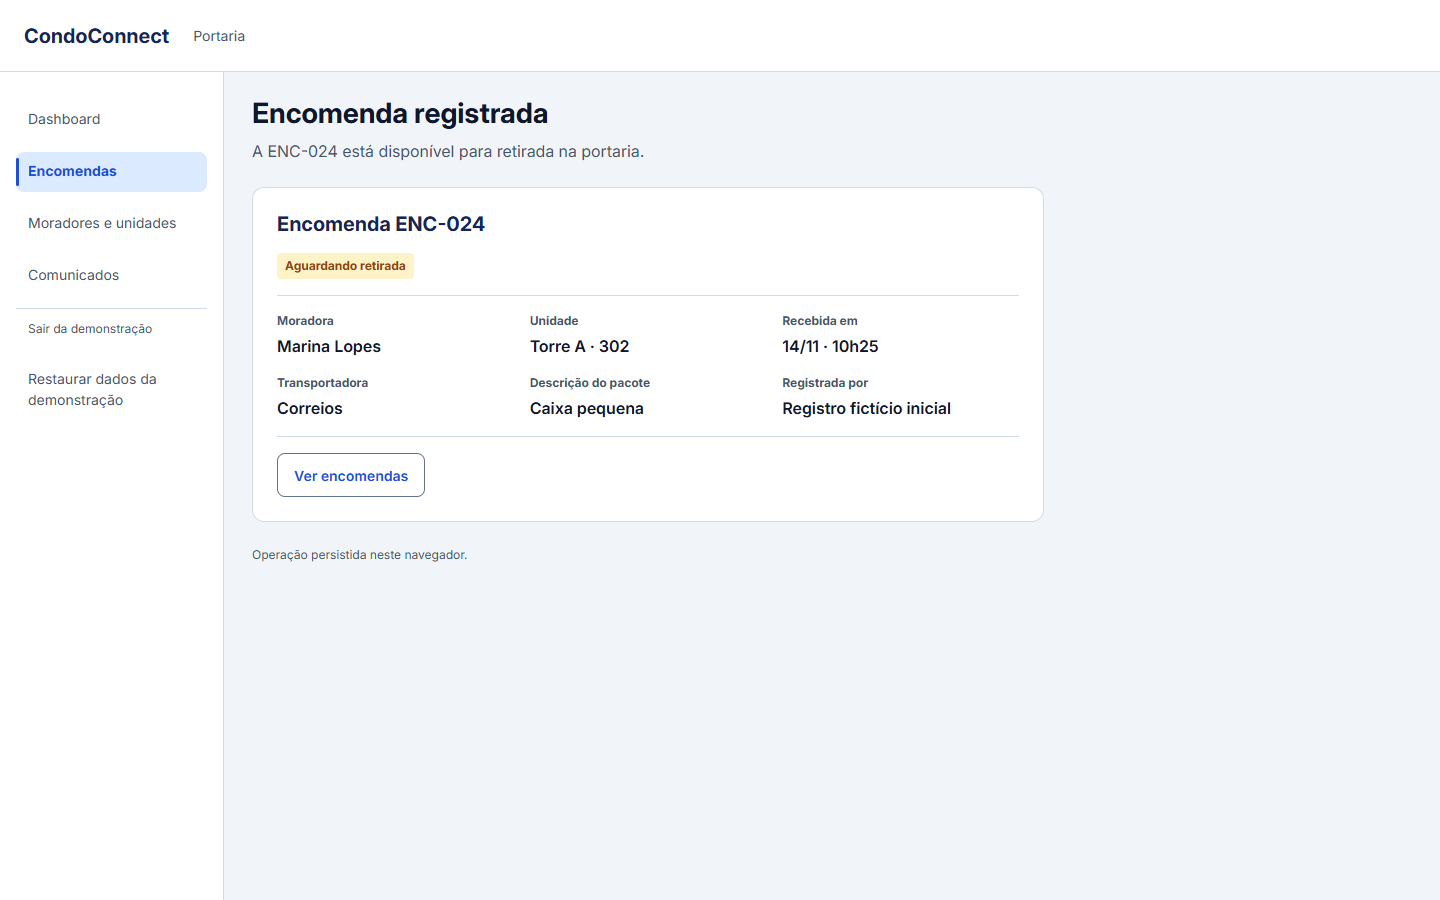 CondoConnect
Portaria
Dashboard
Encomendas
Moradores e unidades
Comunicados
Sair da demonstração
Restaurar dados da
demonstração
Encomenda registrada
A ENC-024 está disponível para retirada na portaria.
Encomenda ENC-024
Aguardando retirada
Moradora
Marina Lopes
Unidade
Torre A · 302
Recebida em
14/11 · 10h25
Transportadora
Correios
Descrição do pacote
Caixa pequena
Registrada por
Registro fictício inicial
Ver encomendas
Operação persistida neste navegador.